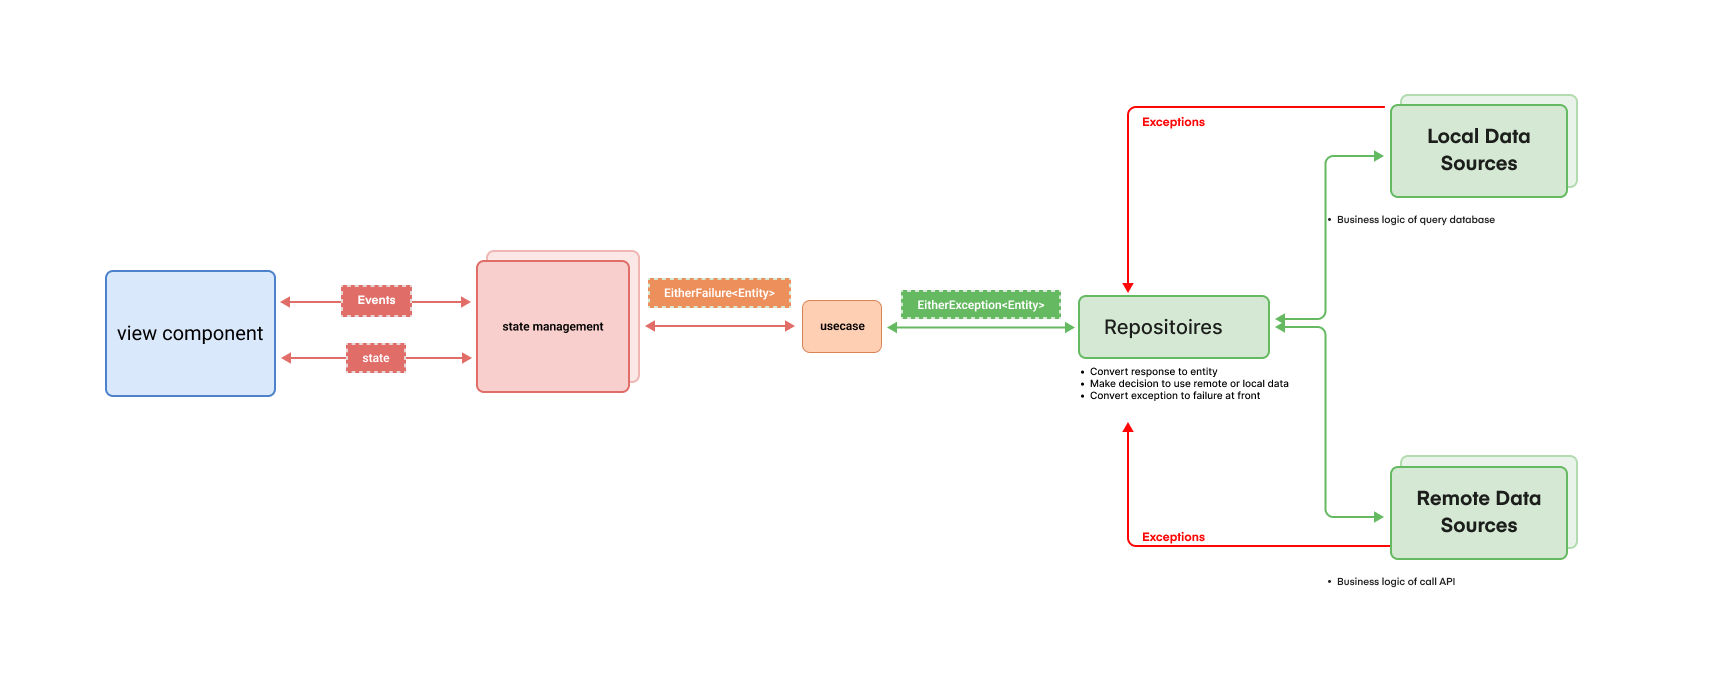 view component
Events
state
state management
EitherFailure<Entity>
usecase
EitherException<Entity>
Repositoires
• Convert response to entity
• Make decision to use remote or local data
• Convert exception to failure at front
Exceptions
Local Data
Sources
• Business logic of query database
Exceptions
Remote Data
Sources
• Business logic of call API